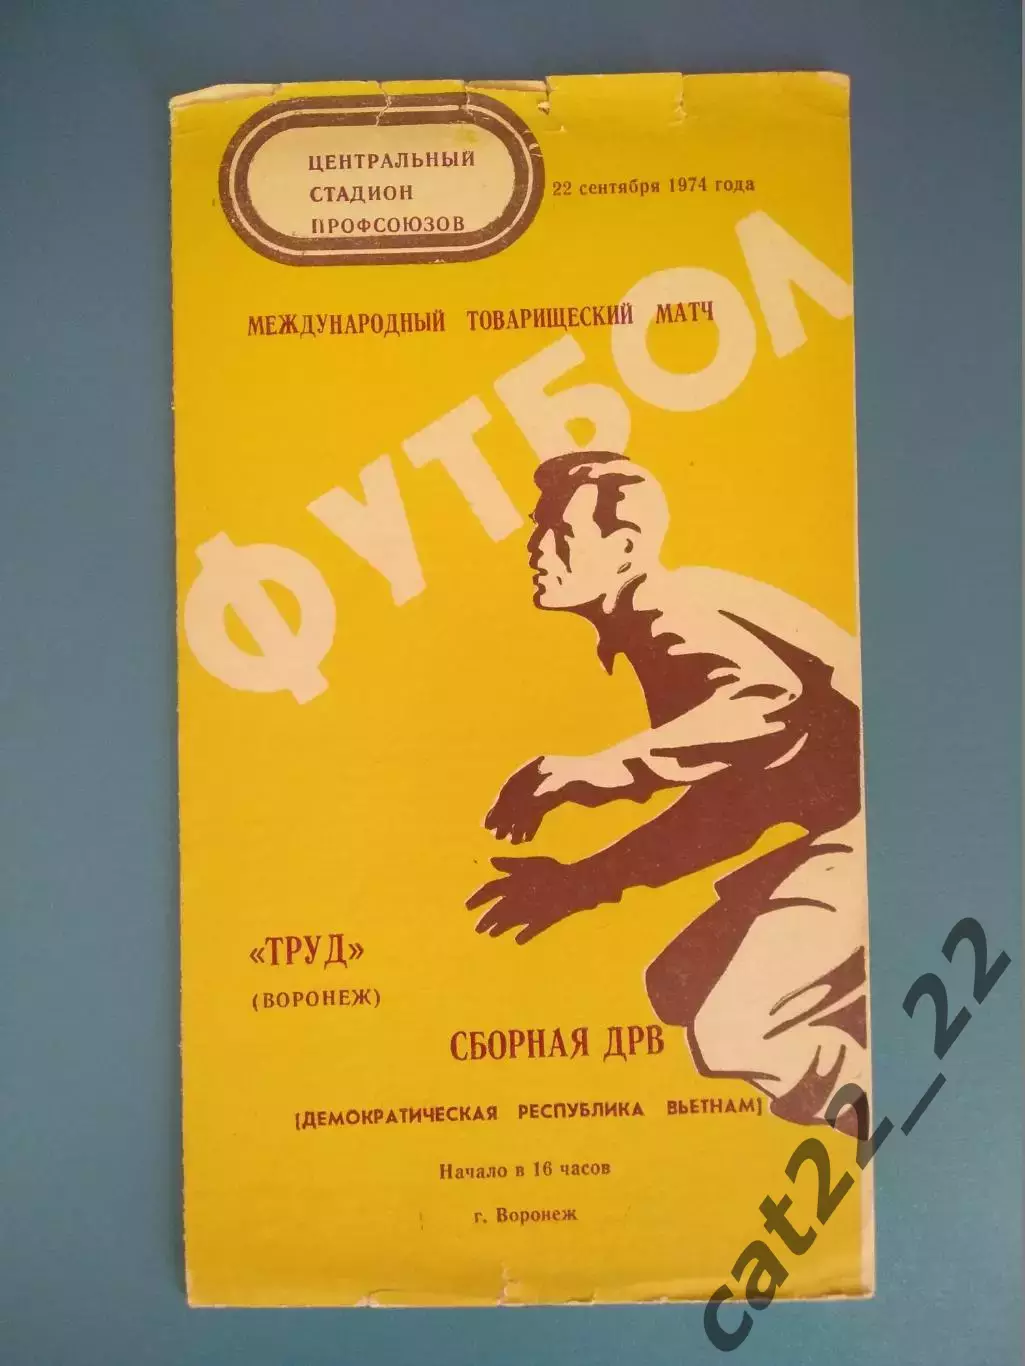 ЦЕНТРАЛЬНЫЙ
СТАДИОН
ПРОФСОЮЗОВ
22 сентября 1974 года
МЕЖДУНАРОДНЫЙ ТОВАРИЩЕСКИЙ МАТЧ
ФУТБОЛ
«ТРУД»
(ВОРОНЕЖ)
СБОРНАЯ ДРВ
[ДЕМОКРАТИЧЕСКАЯ РЕСПУБЛИКА ВЬЕТНАМ]
Начало в 16 часов
г. Воронеж
cat22_22